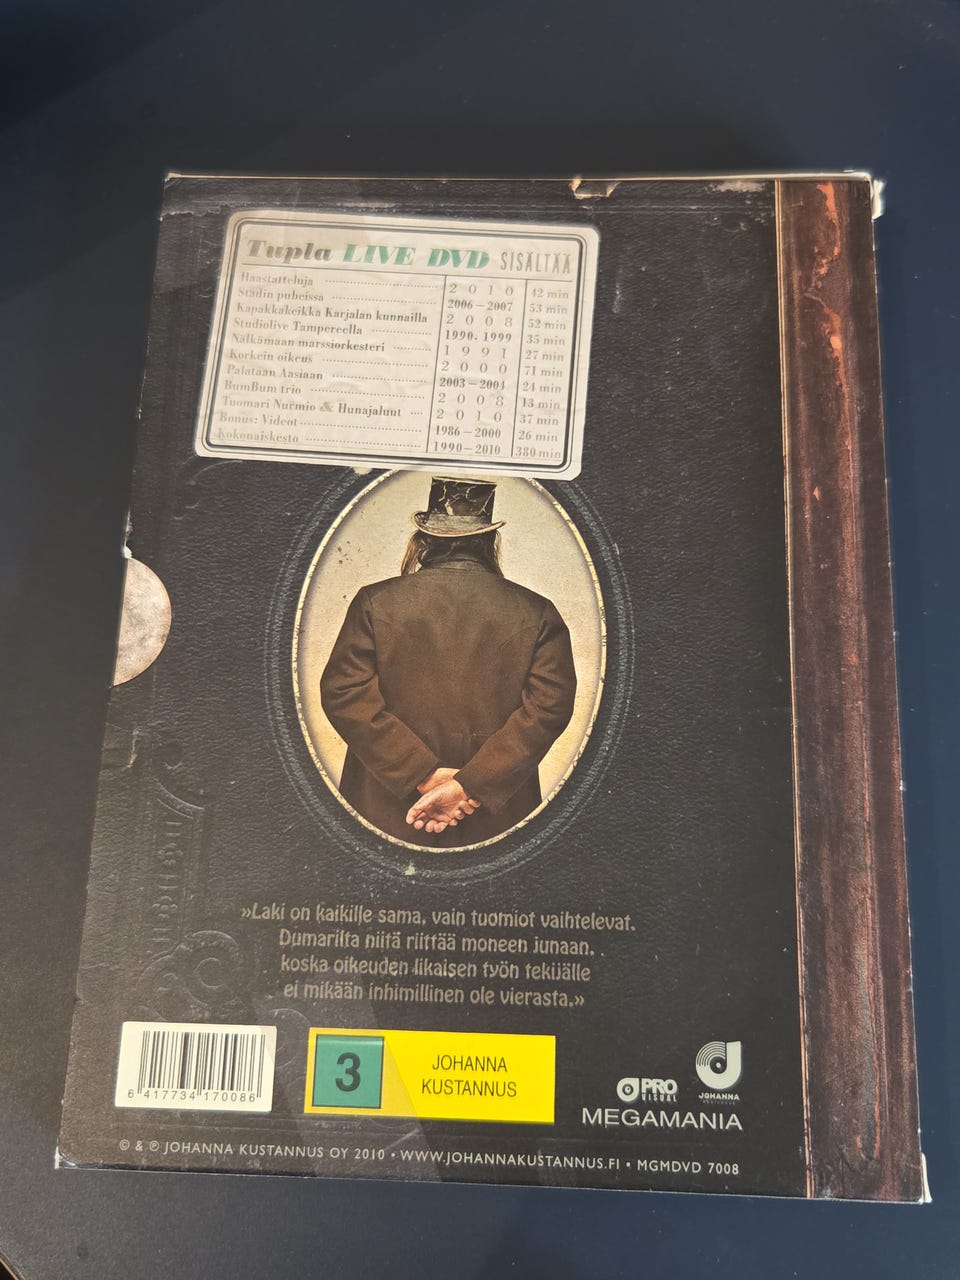 Tupla LIVE DVD SISÄLTÄÄ
Haastatteluja 2010 42 min
Stadin pubeissa 2006–2007 53 min
Kapakkakeikka Karjalan kunnailla 2008 52 min
Studiolive Tampereella 1990, 1999 35 min
Nälkämaan marssiorkesteri 1991 27 min
Korkein oikeus 2000 71 min
Palataan Aasiaan 2003–2004 24 min
BumBum trio 2008 13 min
Tuomari Nurmio & Hunajaluut 2010 37 min
Bonus: Videot 1986–2000 26 min
Kokonaiskesto 1990–2010 380 min
»Laki on kaikille sama, vain tuomiot vaihtelevat.
Dumarilta niitä riittää moneen junaan,
koska oikeuden likaisen työn tekijälle
ei mikään inhimillinen ole vierasta.»
6 417734 170086
3
JOHANNA
KUSTANNUS
PRO
VISUAL
JOHANNA
KUSTANNUS
MEGAMANIA
© & ℗ JOHANNA KUSTANNUS OY 2010 • WWW.JOHANNAKUSTANNUS.FI • MGMDVD 7008